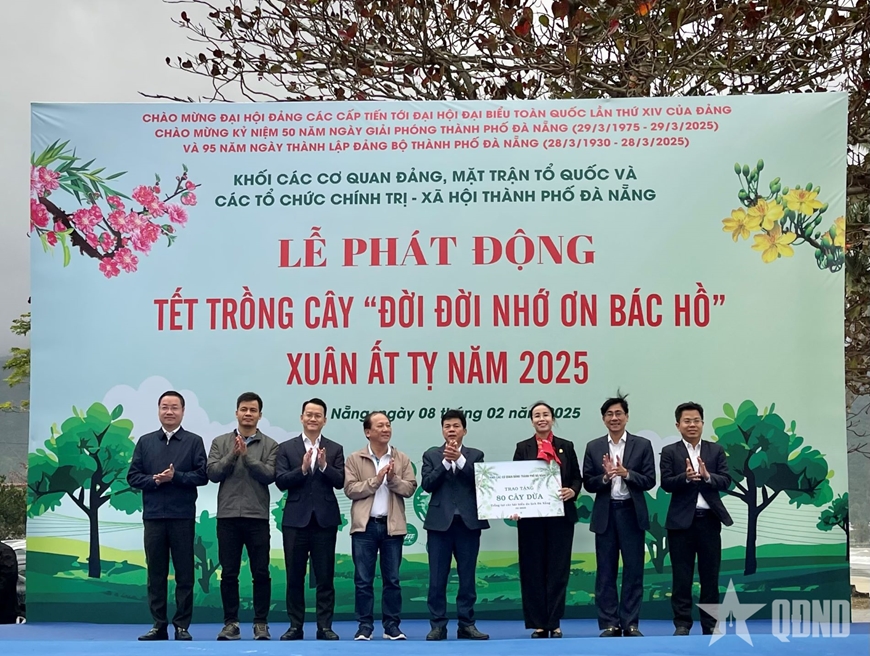 CHÀO MỪNG ĐẠI HỘI ĐẢNG CÁC CẤP TIẾN TỚI ĐẠI HỘI ĐẠI BIỂU TOÀN QUỐC LẦN THỨ XIV CỦA ĐẢNG
CHÀO MỪNG KỶ NIỆM 50 NĂM NGÀY GIẢI PHÓNG THÀNH PHỐ ĐÀ NẴNG (29/3/1975 - 29/3/2025)
VÀ 95 NĂM NGÀY THÀNH LẬP ĐẢNG BỘ THÀNH PHỐ ĐÀ NẴNG (28/3/1930 - 28/3/2025)
KHỐI CÁC CƠ QUAN ĐẢNG, MẶT TRẬN TỔ QUỐC VÀ
CÁC TỔ CHỨC CHÍNH TRỊ - XÃ HỘI THÀNH PHỐ ĐÀ NẴNG
LỄ PHÁT ĐỘNG
TẾT TRỒNG CÂY “ĐỜI ĐỜI NHỚ ƠN BÁC HỒ”
XUÂN ẤT TỴ NĂM 2025
Nẵng, ngày 08 tháng 02 năm 2025
TRAO TẶNG
80 CÂY DỪA
QDND